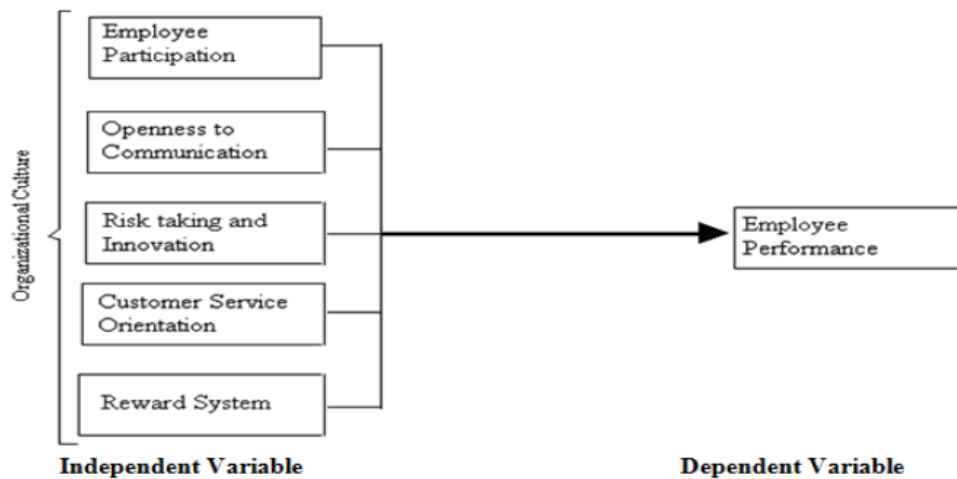 Organizational Culture
Employee
Participation
Openness to
Communication
Risk taking and
Innovation
Customer Service
Orientation
Reward System
Employee
Performance
Independent Variable
Dependent Variable